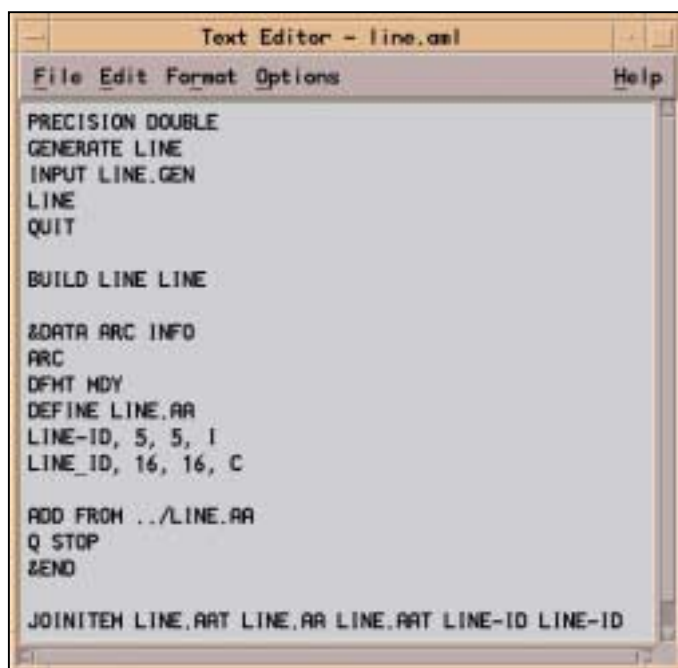 Text Editor - line.aml
File Edit Format Options Help
PRECISION DOUBLE
GENERATE LINE
INPUT LINE.GEN
LINE
QUIT
BUILD LINE LINE
&DATA ARC INFO
ARC
DFMT MDY
DEFINE LINE.AA
LINE-ID, 5, 5, I
LINE_ID, 16, 16, C
ADD FROM ../LINE.AA
Q STOP
&END
JOINITEM LINE.AAT LINE.AA LINE.AAT LINE-ID LINE-ID